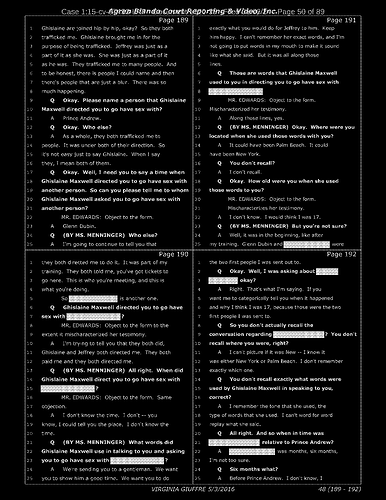 Case 1:15-cv- Page 50 of 89
Agren Blando Court Reporting & Video, Inc.
Page 189
1 Ghislaine are joined hip by hip, okay? So they both
2 trafficked me. Ghislaine brought me in for the
3 purpose of being trafficked. Jeffrey was just as a
4 part of it as she was. She was just as a part of it
5 as he was. They trafficked me to many people. And
6 to be honest, there is people I could name and then
7 there's people that are just a blur. There was so
8 much happening.
9 Q Okay. Please name a person that Ghislaine
10 Maxwell directed you to go have sex with?
11 A Prince Andrew.
12 Q Okay. Who else?
13 A As a whole, they both trafficked me to
14 people. It was under both of their direction. So
15 it's not easy just to say Ghislaine. When I say
16 they, I mean both of them.
17 Q Okay. Well, I need you to say a time when
18 Ghislaine Maxwell directed you to go have sex with
19 another person. So can you please tell me to whom
20 Ghislaine Maxwell asked you to go have sex with
21 another person?
22 MR. EDWARDS: Object to the form.
23 A Glenn Dubin.
24 Q (BY MS. MENNINGER) Who else?
25 A I'm going to continue to tell you that
Page 190
1 they both directed me to do it. It was part of my
2 training. They both told me, you've got tickets to
3 go here. This is who you're meeting, and this is
4 what you're doing.
5 So is another one.
6 Q Ghislaine Maxwell directed you to go have
7 sex with ?
8 MR. EDWARDS: Object to the form to the
9 extent it mischaracterized her testimony.
10 A I'm trying to tell you that they both did,
11 Ghislaine and Jeffrey both directed me. They both
12 paid me and they both directed me.
13 Q (BY MS. MENNINGER) All right. When did
14 Ghislaine Maxwell direct you to go have sex with
15 ?
16 MR. EDWARDS: Object to the form. Same
17 objection.
18 A I don't know the time. I don't -- you
19 know, I could tell you the place. I don't know the
20 time.
21 Q (BY MS. MENNINGER) What words did
22 Ghislaine Maxwell use in talking to you and asking
23 you to go have sex with ?
24 A We're sending you to a gentleman. We want
25 you to show him a good time. We want you to do
Page 191
1 exactly what you would do for Jeffrey to him. Keep
2 him happy. I can't remember her exact words, and I'm
3 not going to put words in my mouth to make it sound
4 like what she said. But it was all along those
5 lines.
6 Q Those are words that Ghislaine Maxwell
7 used to you in directing you to go have sex with
8
9 MR. EDWARDS: Object to the form.
10 Mischaracterized her testimony.
11 A Along those lines, yes.
12 Q (BY MS. MENNINGER) Okay. Where were you
13 located when she used those words with you?
14 A It could have been Palm Beach. It could
15 have been New York.
16 Q You don't recall?
17 A I can't recall.
18 Q Okay. How old were you when she used
19 those words to you?
20 MR. EDWARDS: Object to the form.
21 Mischaracterizes her testimony.
22 A I don't know. I would think I was 17.
23 Q (BY MS. MENNINGER) But you're not sure?
24 A Well, it was in the beginning, like after
25 my training. Glenn Dubin and were
Page 192
1 the two first people I was sent out to.
2 Q Okay. Well, I was asking about
3 okay?
4 A Right. That's what I'm saying. If you
5 want me to categorically tell you when it happened
6 and why I think I was 17, because those were the two
7 first people I was sent to.
8 Q So you don't actually recall the
9 conversation regarding ? You don't
10 recall where you were, right?
11 A I can't picture if it was New -- I know it
12 was either New York or Palm Beach. I don't remember
13 exactly which one.
14 Q You don't recall exactly what words were
15 used by Ghislaine Maxwell in speaking to you,
16 correct?
17 A I remember the tone that she used, the
18 type of words that she used. I can't word for word
19 replay what she said.
20 Q All right. And so when in time was
21 relative to Prince Andrew?
22 A was six months, six months,
23 I'm not too sure.
24 Q Six months what?
25 A Before Prince Andrew. I don't know, I
VIRGINIA GIUFFRE 5/3/2016
48 (189 - 192)